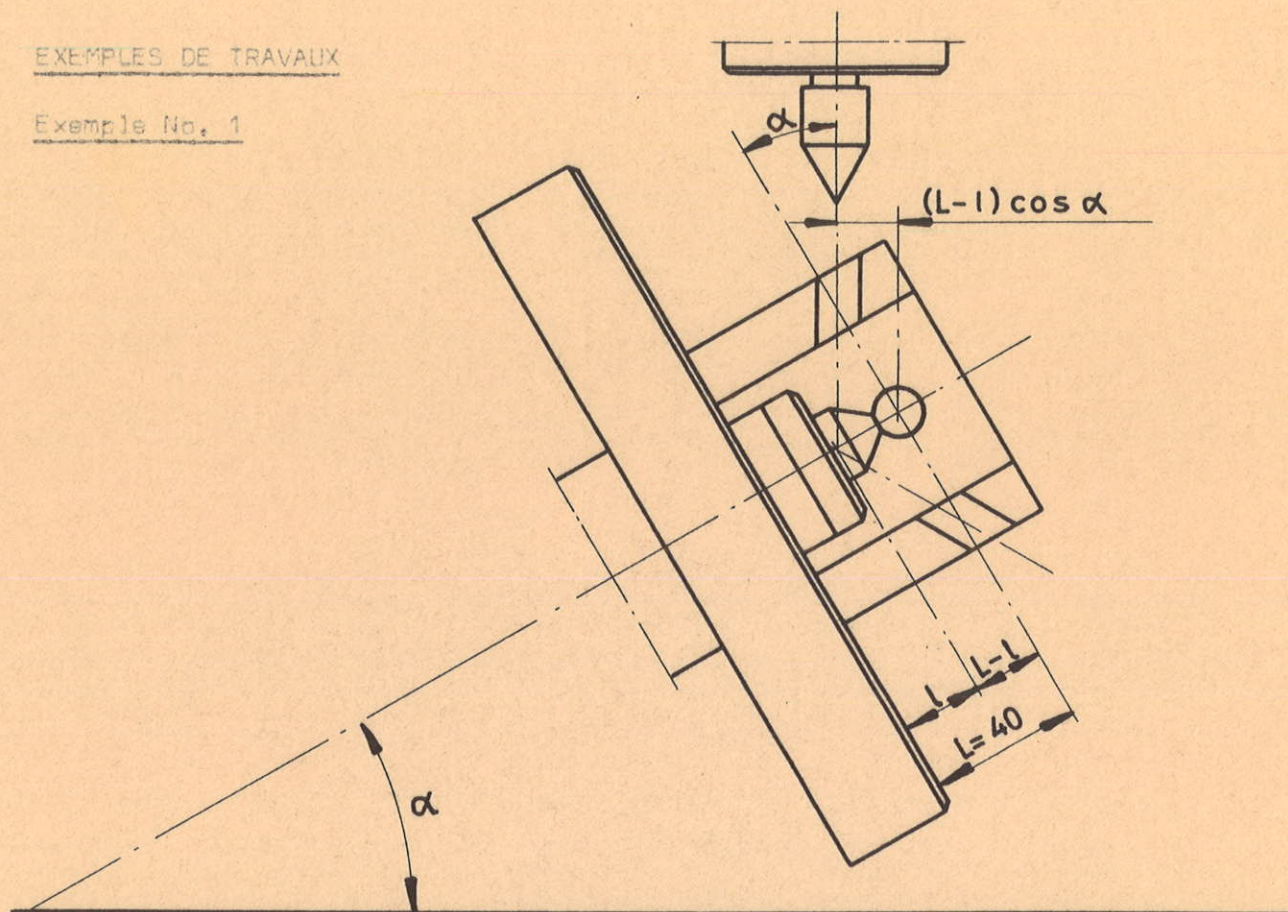 EXEMPLES DE TRAVAUX
Exemple No. 1
α
(L-l) cos α
l
L-l
L= 40
α